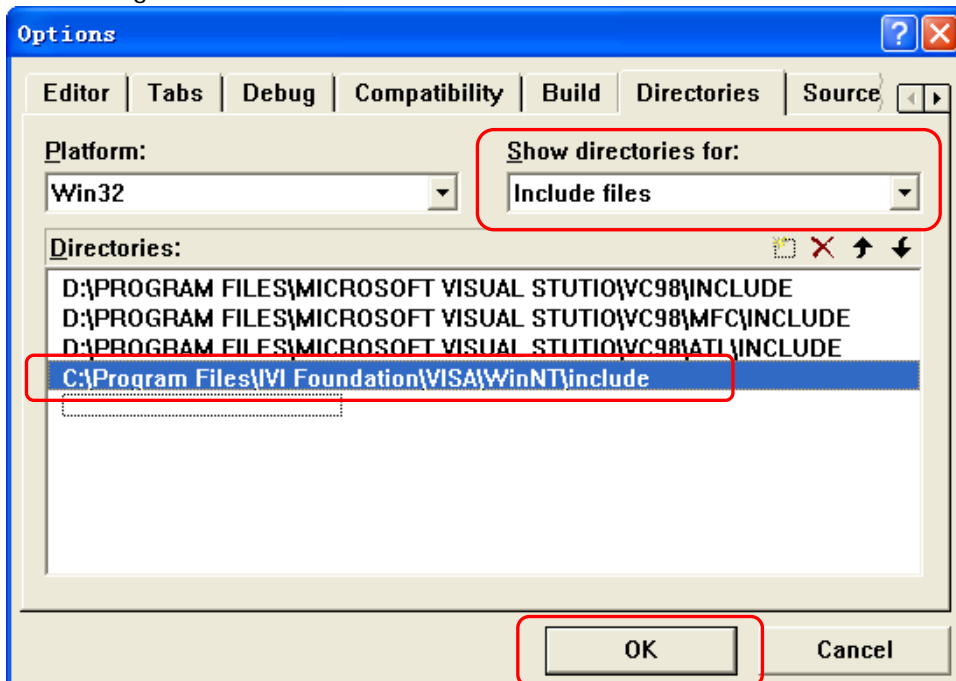 Options
Editor Tabs Debug Compatibility Build Directories Source
Platform: Show directories for:
Win32 Include files
Directories:
D:\PROGRAM FILES\MICROSOFT VISUAL STUTIO\VC98\INCLUDE
D:\PROGRAM FILES\MICROSOFT VISUAL STUTIO\VC98\MFC\INCLUDE
D:\PROGRAM FILES\MICROSOFT VISUAL STUTIO\VC98\ATL\INCLUDE
C:\Program Files\IVI Foundation\VISA\WinNT\include
OK Cancel